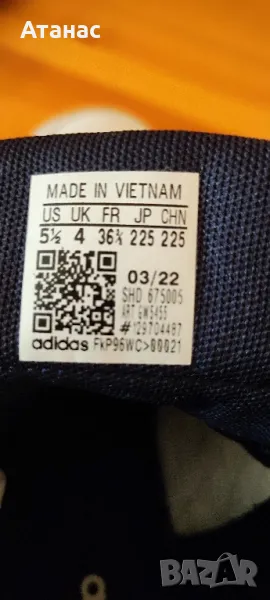 Атанас
MADE IN VIETNAM
US UK FR JP CHN
5½ 4 36⅔ 225 225
03/22
SHO 675005
ART GW5455
#129704487
adidas FkP96WC>00021
BAZAR